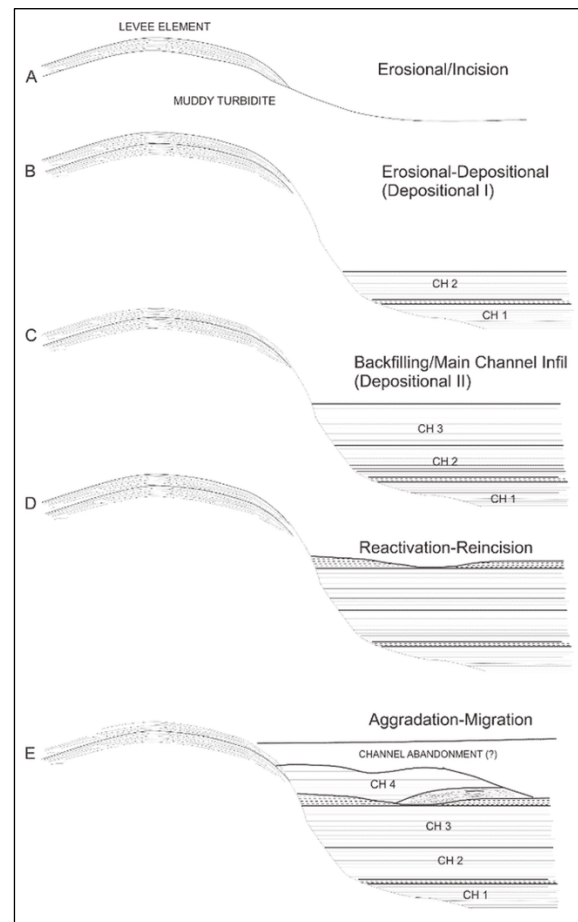 LEVEE ELEMENT
A
Erosional/Incision
MUDDY TURBIDITE
B
Erosional-Depositional
(Depositional I)
CH 2
CH 1
C
Backfilling/Main Channel Infil
(Depositional II)
CH 3
CH 2
CH 1
D
Reactivation-Reincision
Aggradation-Migration
E
CHANNEL ABANDONMENT (?)
CH 4
CH 3
CH 2
CH 1